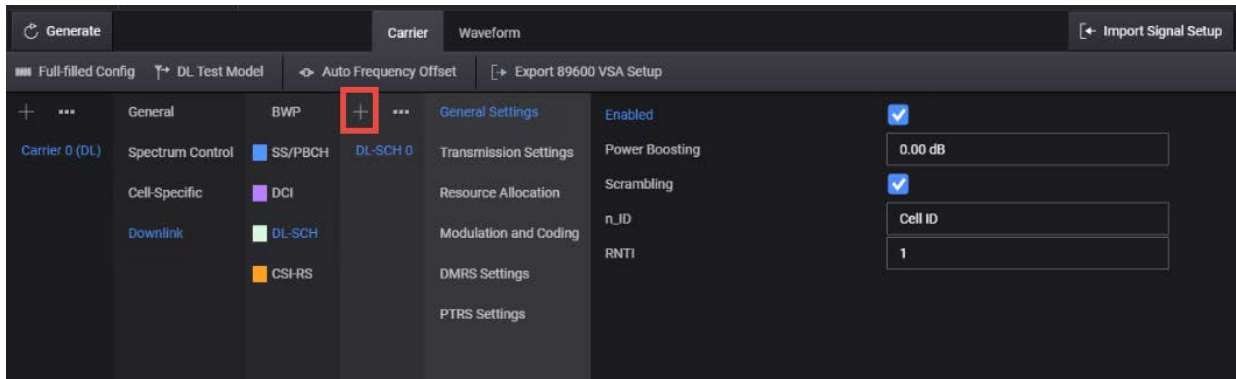 Generate
Carrier
Waveform
Import Signal Setup
Full-filled Config
DL Test Model
Auto Frequency Offset
Export 89600 VSA Setup
Carrier 0 (DL)
General
Spectrum Control
Cell-Specific
Downlink
BWP
SS/PBCH
DCI
DL-SCH
CSI-RS
DL-SCH 0
General Settings
Transmission Settings
Resource Allocation
Modulation and Coding
DMRS Settings
PTRS Settings
Enabled
Power Boosting
0.00 dB
Scrambling
n_ID
Cell ID
RNTI
1